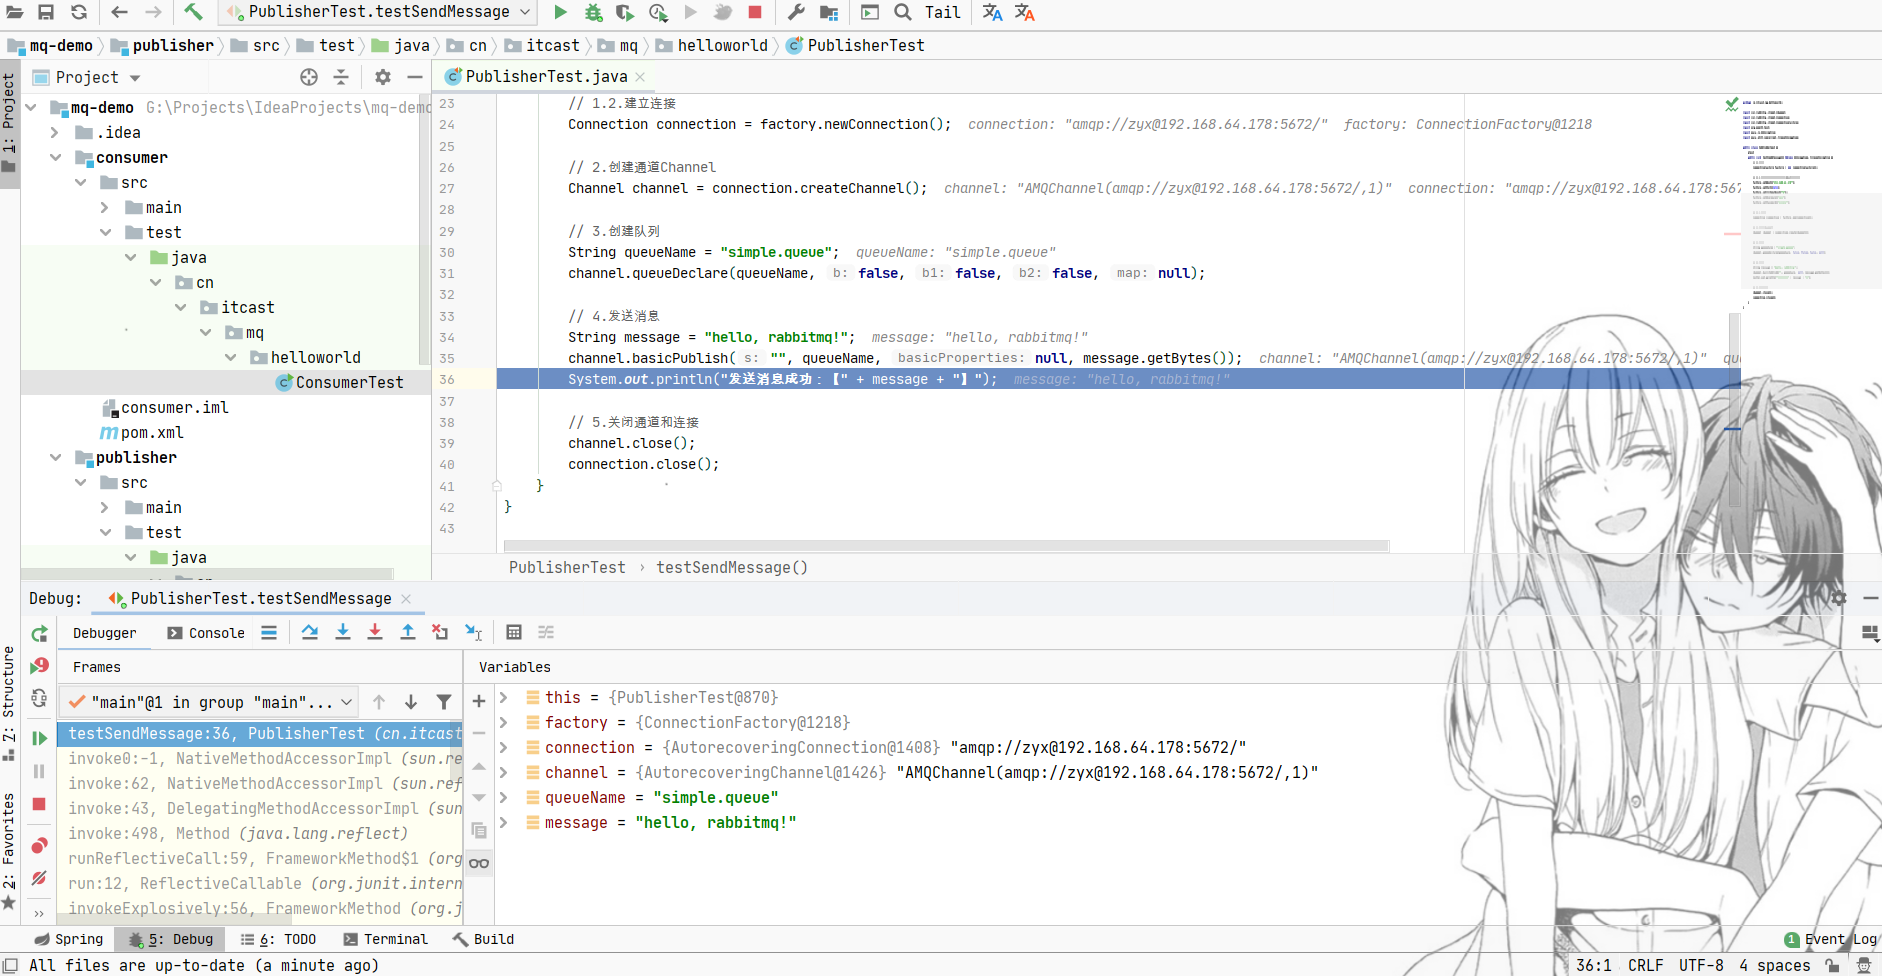 PublisherTest.testSendMessage
Tail
mq-demo
publisher
src
test
java
cn
itcast
mq
helloworld
PublisherTest
1: Project
Project
mq-demo G:\Projects\IdeaProjects\mq-demo
.idea
consumer
src
main
test
java
cn
itcast
mq
helloworld
ConsumerTest
consumer.iml
pom.xml
publisher
src
main
test
java
PublisherTest.java
23 // 1.2.建立连接
24 Connection connection = factory.newConnection(); connection: "amqp://zyx@192.168.64.178:5672/" factory: ConnectionFactory@1218
25
26 // 2.创建通道Channel
27 Channel channel = connection.createChannel(); channel: "AMQChannel(amqp://zyx@192.168.64.178:5672/,1)" connection: "amqp://zyx@192.168.64.178:567
28
29 // 3.创建队列
30 String queueName = "simple.queue"; queueName: "simple.queue"
31 channel.queueDeclare(queueName, b: false, b1: false, b2: false, map: null);
32
33 // 4.发送消息
34 String message = "hello, rabbitmq!"; message: "hello, rabbitmq!"
35 channel.basicPublish( s: "", queueName, basicProperties: null, message.getBytes()); channel: "AMQChannel(amqp://zyx@192.168.64.178:5672/,1)" qu
36 System.out.println("发送消息成功：【" + message + "】"); message: "hello, rabbitmq!"
37
38 // 5.关闭通道和连接
39 channel.close();
40 connection.close();
41 }
42 }
43
PublisherTest › testSendMessage()
Debug: PublisherTest.testSendMessage
Debugger Console
Frames
"main"@1 in group "main"...
testSendMessage:36, PublisherTest (cn.itcast
invoke0:-1, NativeMethodAccessorImpl (sun.re
invoke:62, NativeMethodAccessorImpl (sun.ref
invoke:43, DelegatingMethodAccessorImpl (sun
invoke:498, Method (java.lang.reflect)
runReflectiveCall:59, FrameworkMethod$1 (org
run:12, ReflectiveCallable (org.junit.intern
invokeExplosively:56, FrameworkMethod (org.j
Variables
this = {PublisherTest@870}
factory = {ConnectionFactory@1218}
connection = {AutorecoveringConnection@1408} "amqp://zyx@192.168.64.178:5672/"
channel = {AutorecoveringChannel@1426} "AMQChannel(amqp://zyx@192.168.64.178:5672/,1)"
queueName = "simple.queue"
message = "hello, rabbitmq!"
Z: Structure
2: Favorites
Spring
5: Debug
6: TODO
Terminal
Build
1 Event Log
All files are up-to-date (a minute ago)
36:1 CRLF UTF-8 4 spaces